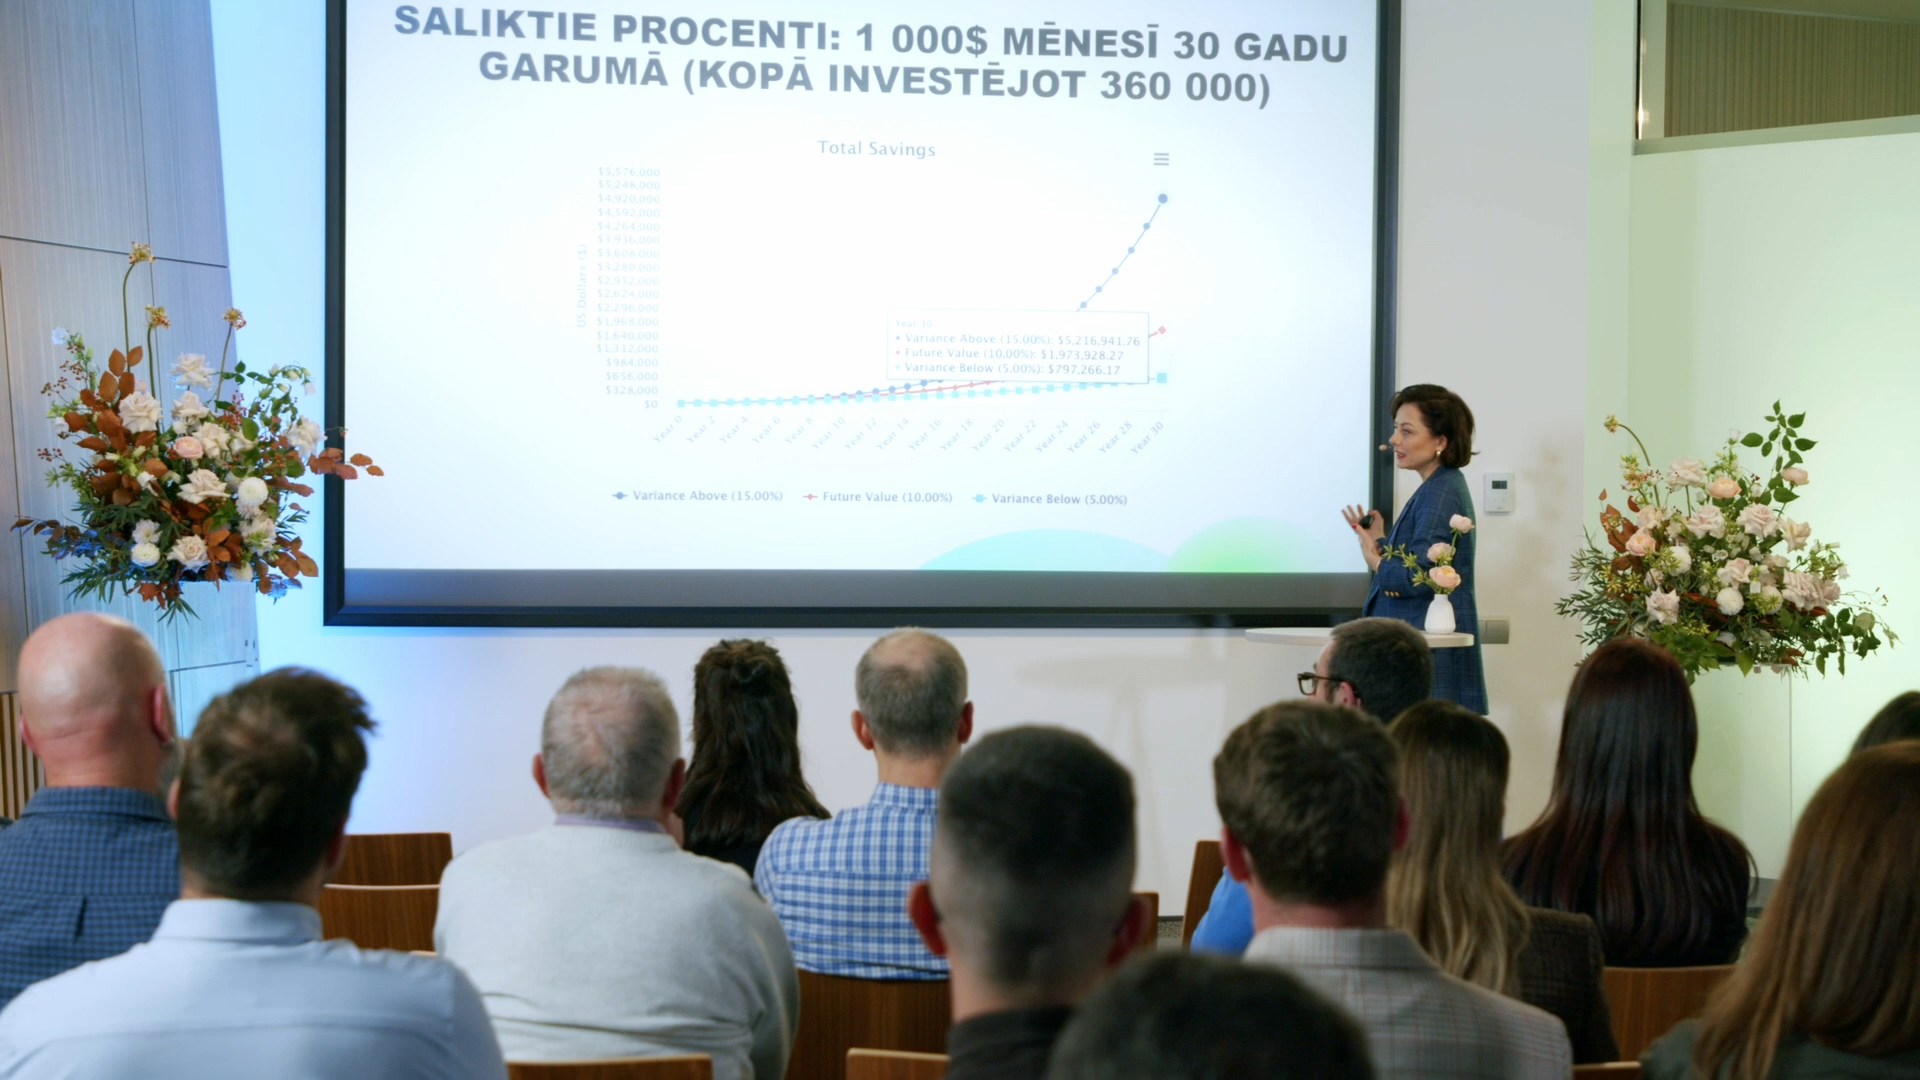 SALIKTIE PROCENTI: 1 000$ MĒNESĪ 30 GADU
GARUMĀ (KOPĀ INVESTĒJOT 360 000)
Total Savings
US Dollars ($)
$5,576,000
$5,248,000
$4,920,000
$4,592,000
$4,264,000
$3,936,000
$3,608,000
$3,280,000
$2,952,000
$2,624,000
$2,296,000
$1,968,000
$1,640,000
$1,312,000
$984,000
$656,000
$328,000
$0
Year 30
Variance Above (15.00%): $5,216,941.76
Future Value (10.00%): $1,973,928.27
Variance Below (5.00%): $797,266.17
Year 0 Year 2 Year 4 Year 6 Year 8 Year 10 Year 12 Year 14 Year 16 Year 18 Year 20 Year 22 Year 24 Year 26 Year 28 Year 30
Variance Above (15.00%) Future Value (10.00%) Variance Below (5.00%)